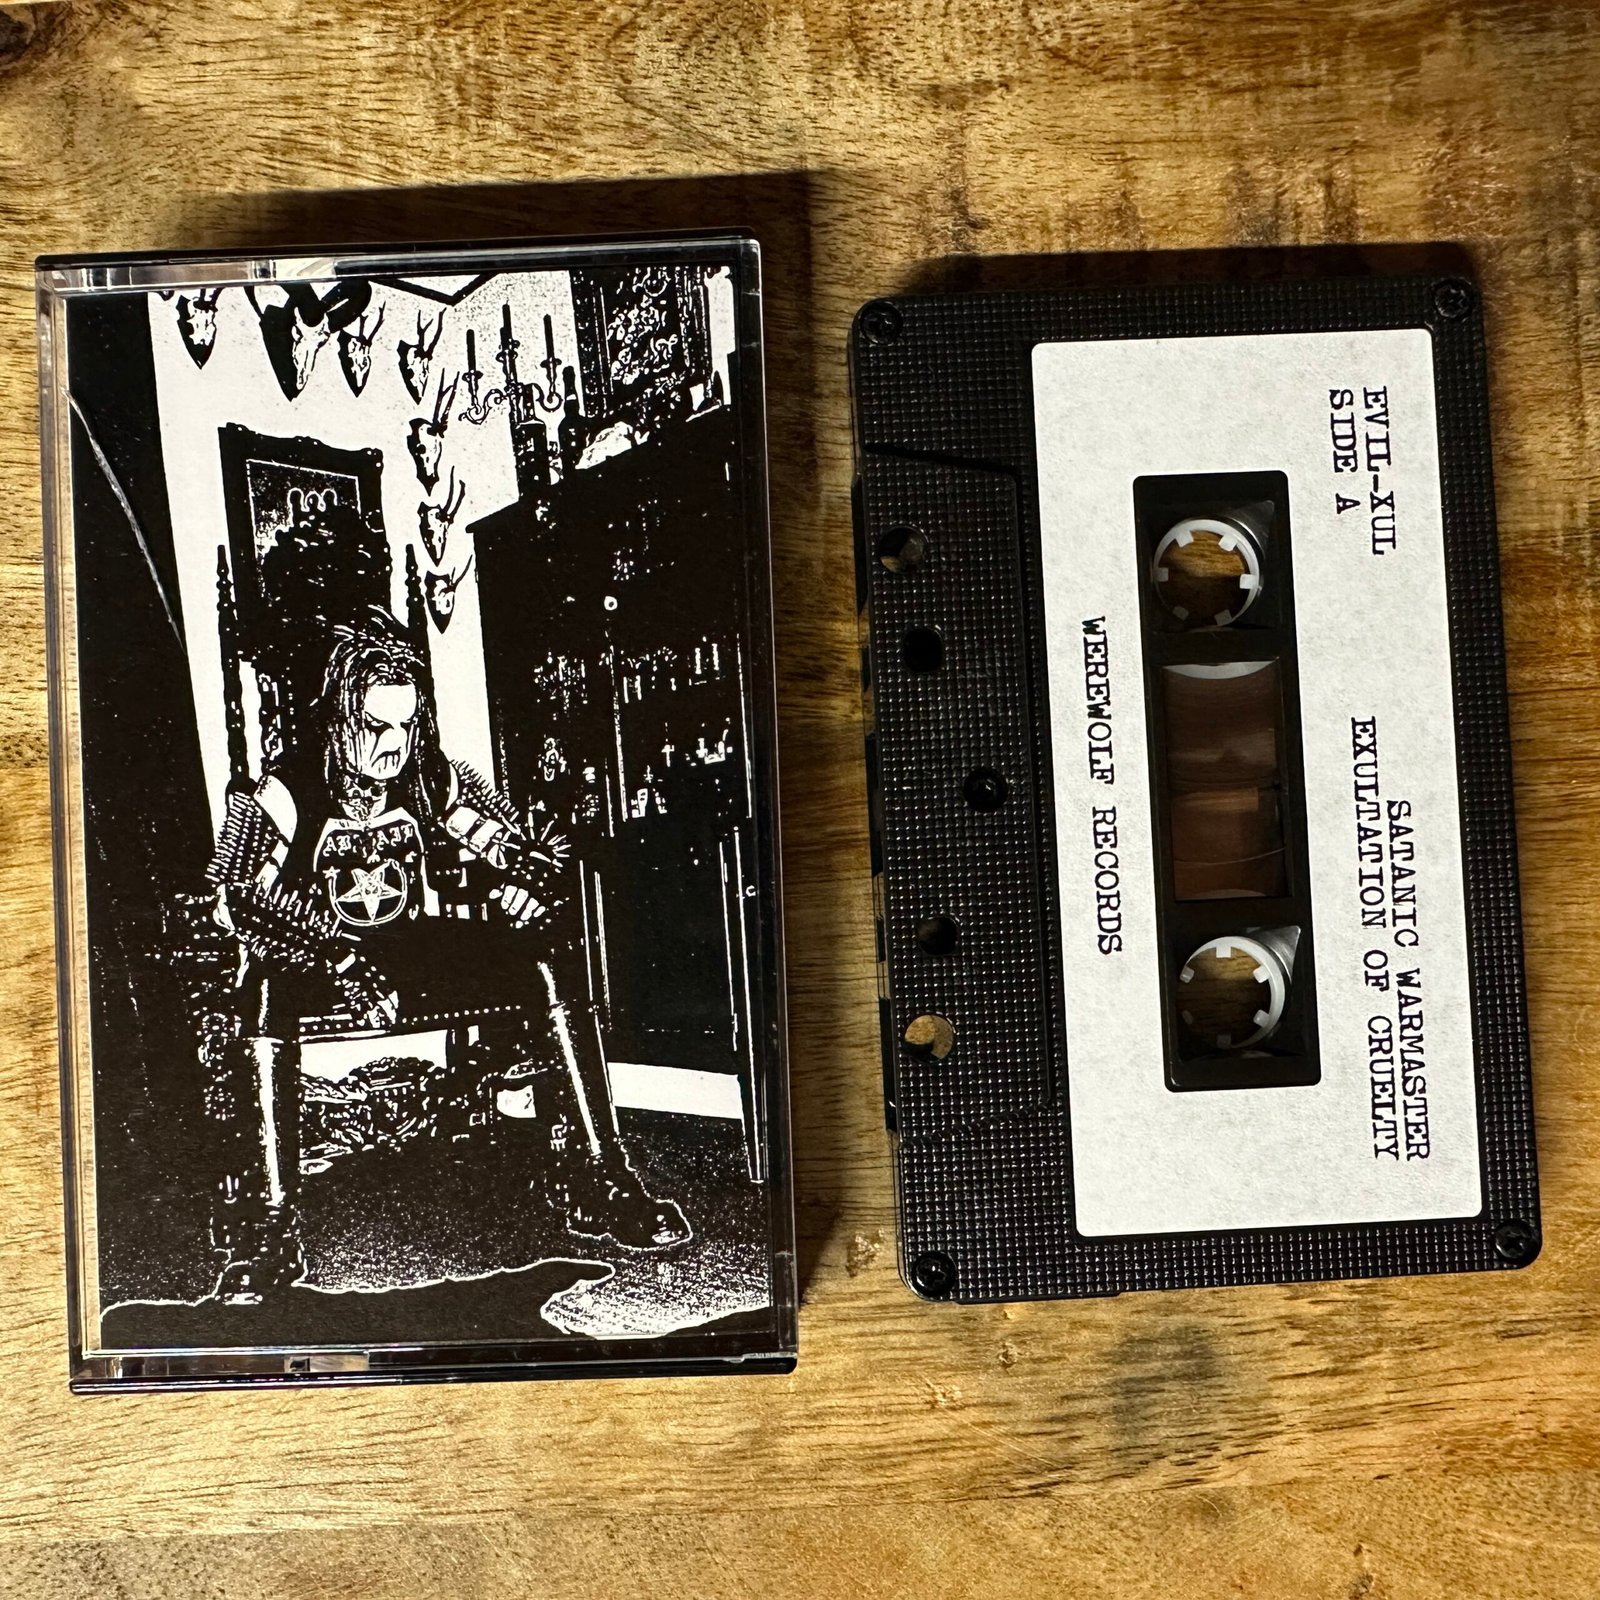 SATANIC WARMASTER
EXULTATION OF CRUELTY
EVIL-XUL
SIDE A
WEREWOLF RECORDS